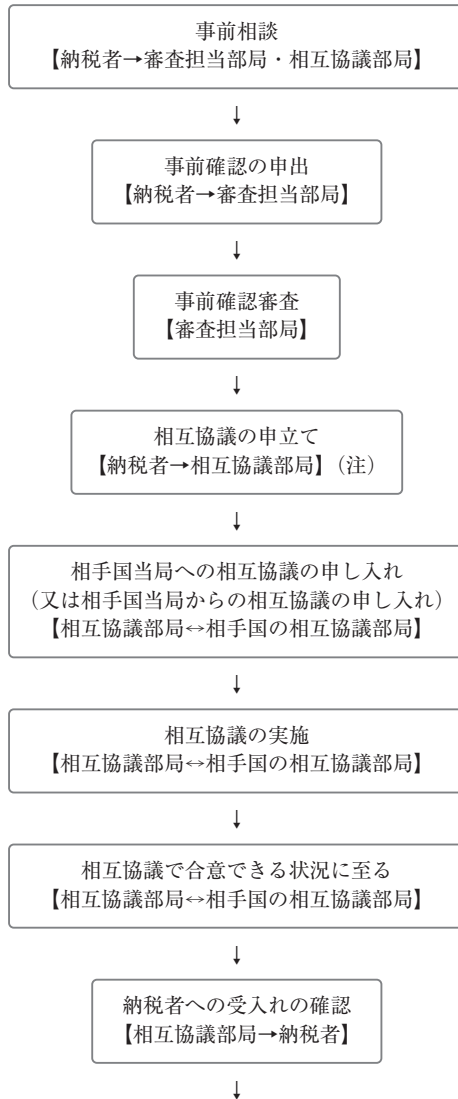 事前相談
【納税者→審査担当部局・相互協議部局】
↓
事前確認の申出
【納税者→審査担当部局】
↓
事前確認審査
【審査担当部局】
↓
相互協議の申立て
【納税者→相互協議部局】（注）
↓
相手国当局への相互協議の申し入れ
（又は相手国当局からの相互協議の申し入れ）
【相互協議部局↔相手国の相互協議部局】
↓
相互協議の実施
【相互協議部局↔相手国の相互協議部局】
↓
相互協議で合意できる状況に至る
【相互協議部局↔相手国の相互協議部局】
↓
納税者への受入れの確認
【相互協議部局→納税者】
↓